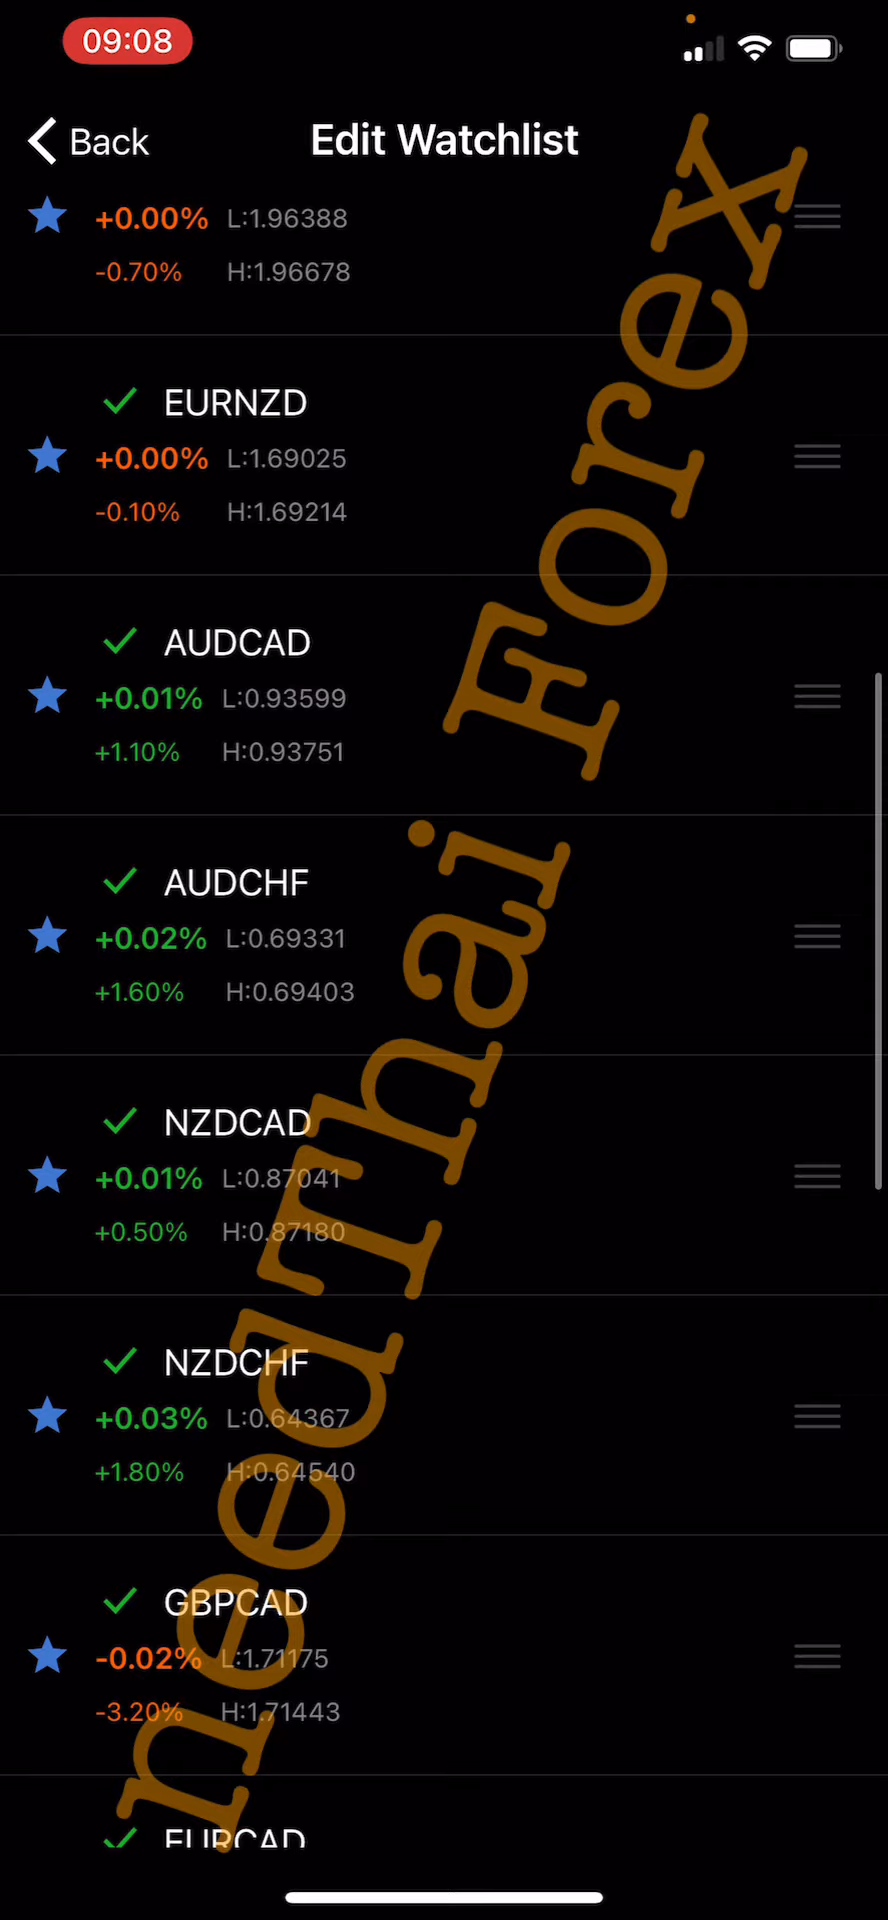 09:08
Back
Edit Watchlist
+0.00% L:1.96388
-0.70% H:1.96678
EURNZD
+0.00% L:1.69025
-0.10% H:1.69214
AUDCAD
+0.01% L:0.93599
+1.10% H:0.93751
AUDCHF
+0.02% L:0.69331
+1.60% H:0.69403
NZDCAD
+0.01% L:0.87041
+0.50% H:0.87180
NZDCHF
+0.03% L:0.64367
+1.80% H:0.64540
GBPCAD
-0.02% L:1.71175
-3.20% H:1.71443
EURCAD
needThai Forex